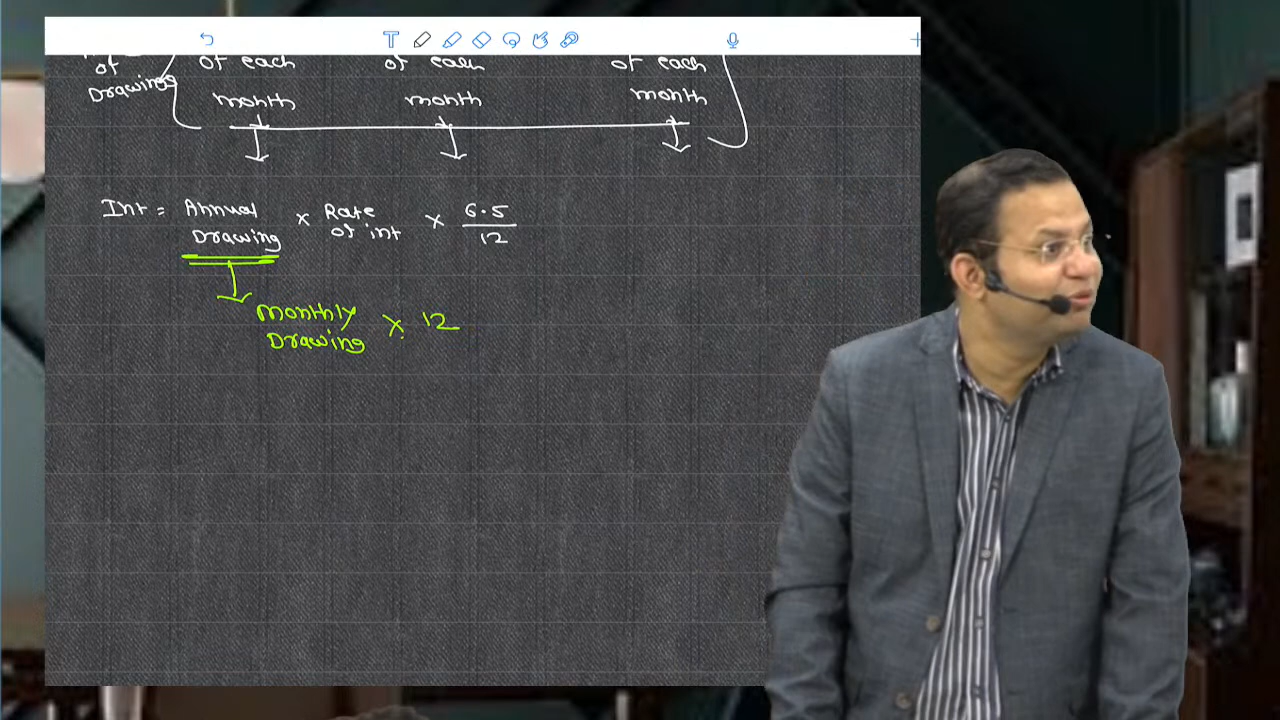 of
Drawing
of each
month
of each
month
of each
month
Int = Annual Drawing × Rate of int × 6.5/12
Monthly Drawing × 12